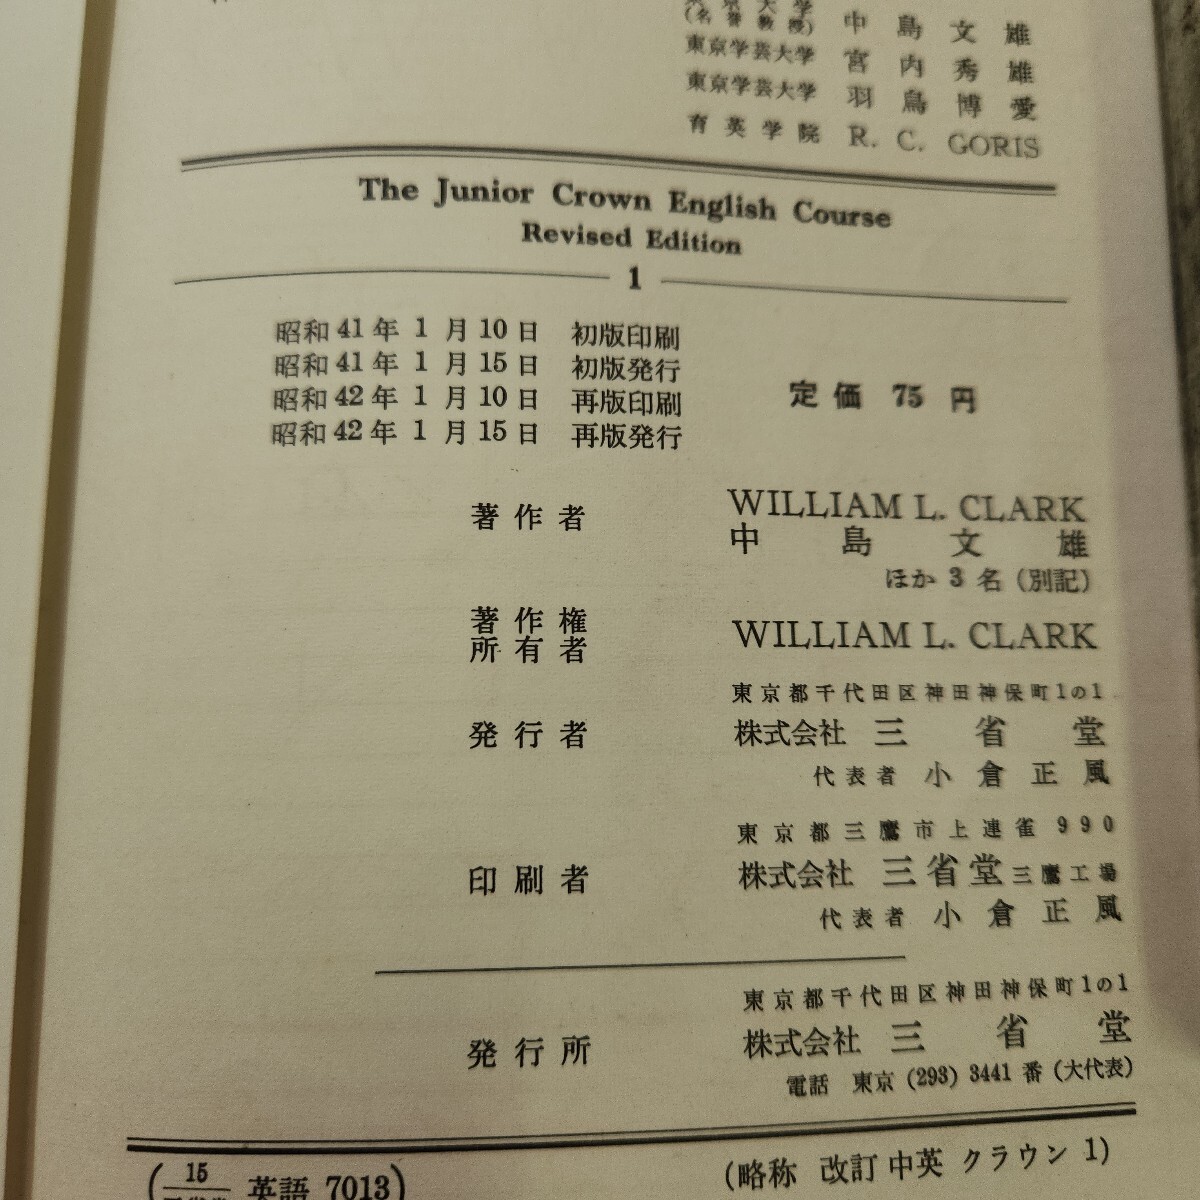 (名誉教授) 中島文雄
東京学芸大学 宮内秀雄
東京学芸大学 羽鳥博愛
育英学院 R. C. GORIS
The Junior Crown English Course
Revised Edition
1
昭和41年 1月10日 初版印刷
昭和41年 1月15日 初版発行
昭和42年 1月10日 再版印刷
昭和42年 1月15日 再版発行
定価 75円
著作者 WILLIAM L. CLARK
中島文雄
ほか3名(別記)
著作権
所有者 WILLIAM L. CLARK
東京都千代田区神田神保町1の1
発行者 株式会社 三省堂
代表者 小倉正風
東京都三鷹市上連雀990
印刷者 株式会社 三省堂三鷹工場
代表者 小倉正風
東京都千代田区神田神保町1の1
発行所 株式会社 三省堂
電話 東京(293)3441番(大代表)
(15 英語 7013)
(略称 改訂中英 クラウン 1)